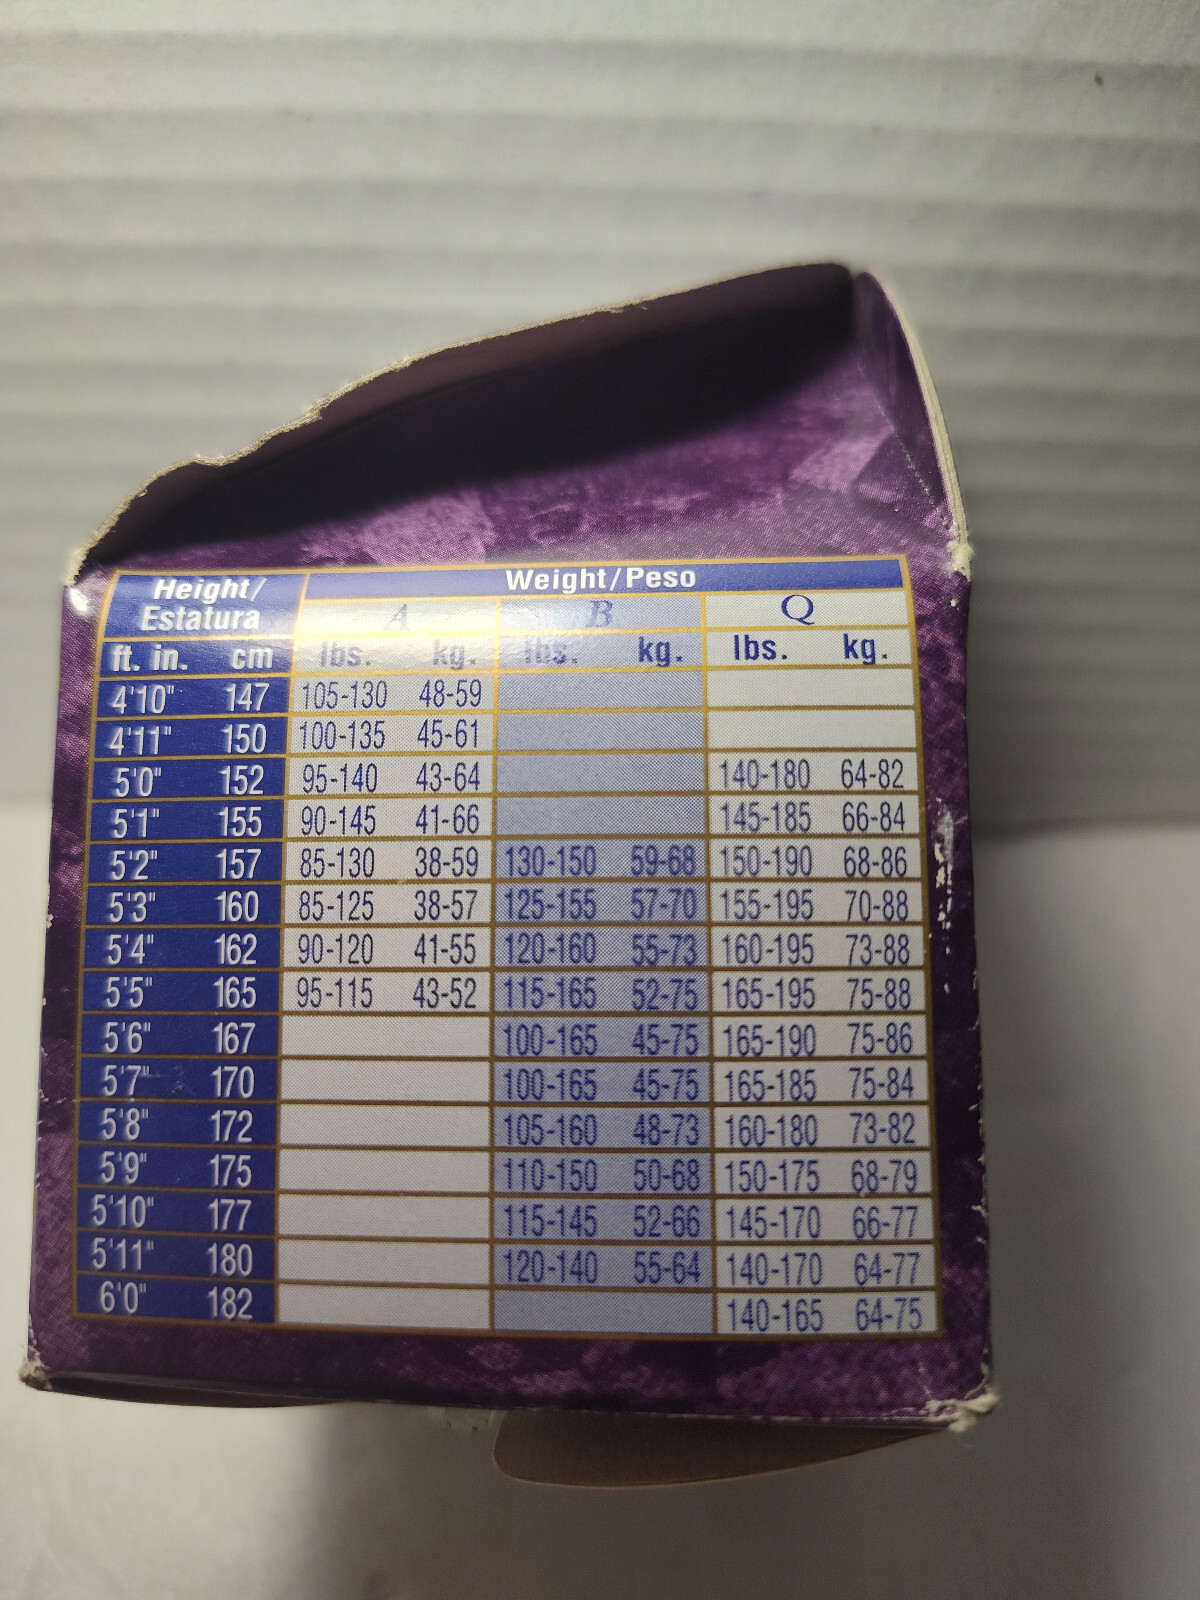 Height/ Estatura Weight/Peso
A B Q
ft. in. cm lbs. kg. lbs. kg. lbs. kg.
4'10" 147 105-130 48-59
4'11" 150 100-135 45-61
5'0" 152 95-140 43-64 140-180 64-82
5'1" 155 90-145 41-66 145-185 66-84
5'2" 157 85-130 38-59 130-150 59-68 150-190 68-86
5'3" 160 85-125 38-57 125-155 57-70 155-195 70-88
5'4" 162 90-120 41-55 120-160 55-73 160-195 73-88
5'5" 165 95-115 43-52 115-165 52-75 165-195 75-88
5'6" 167 100-165 45-75 165-190 75-86
5'7" 170 100-165 45-75 165-185 75-84
5'8" 172 105-160 48-73 160-180 73-82
5'9" 175 110-150 50-68 150-175 68-79
5'10" 177 115-145 52-66 145-170 66-77
5'11" 180 120-140 55-64 140-170 64-77
6'0" 182 140-165 64-75